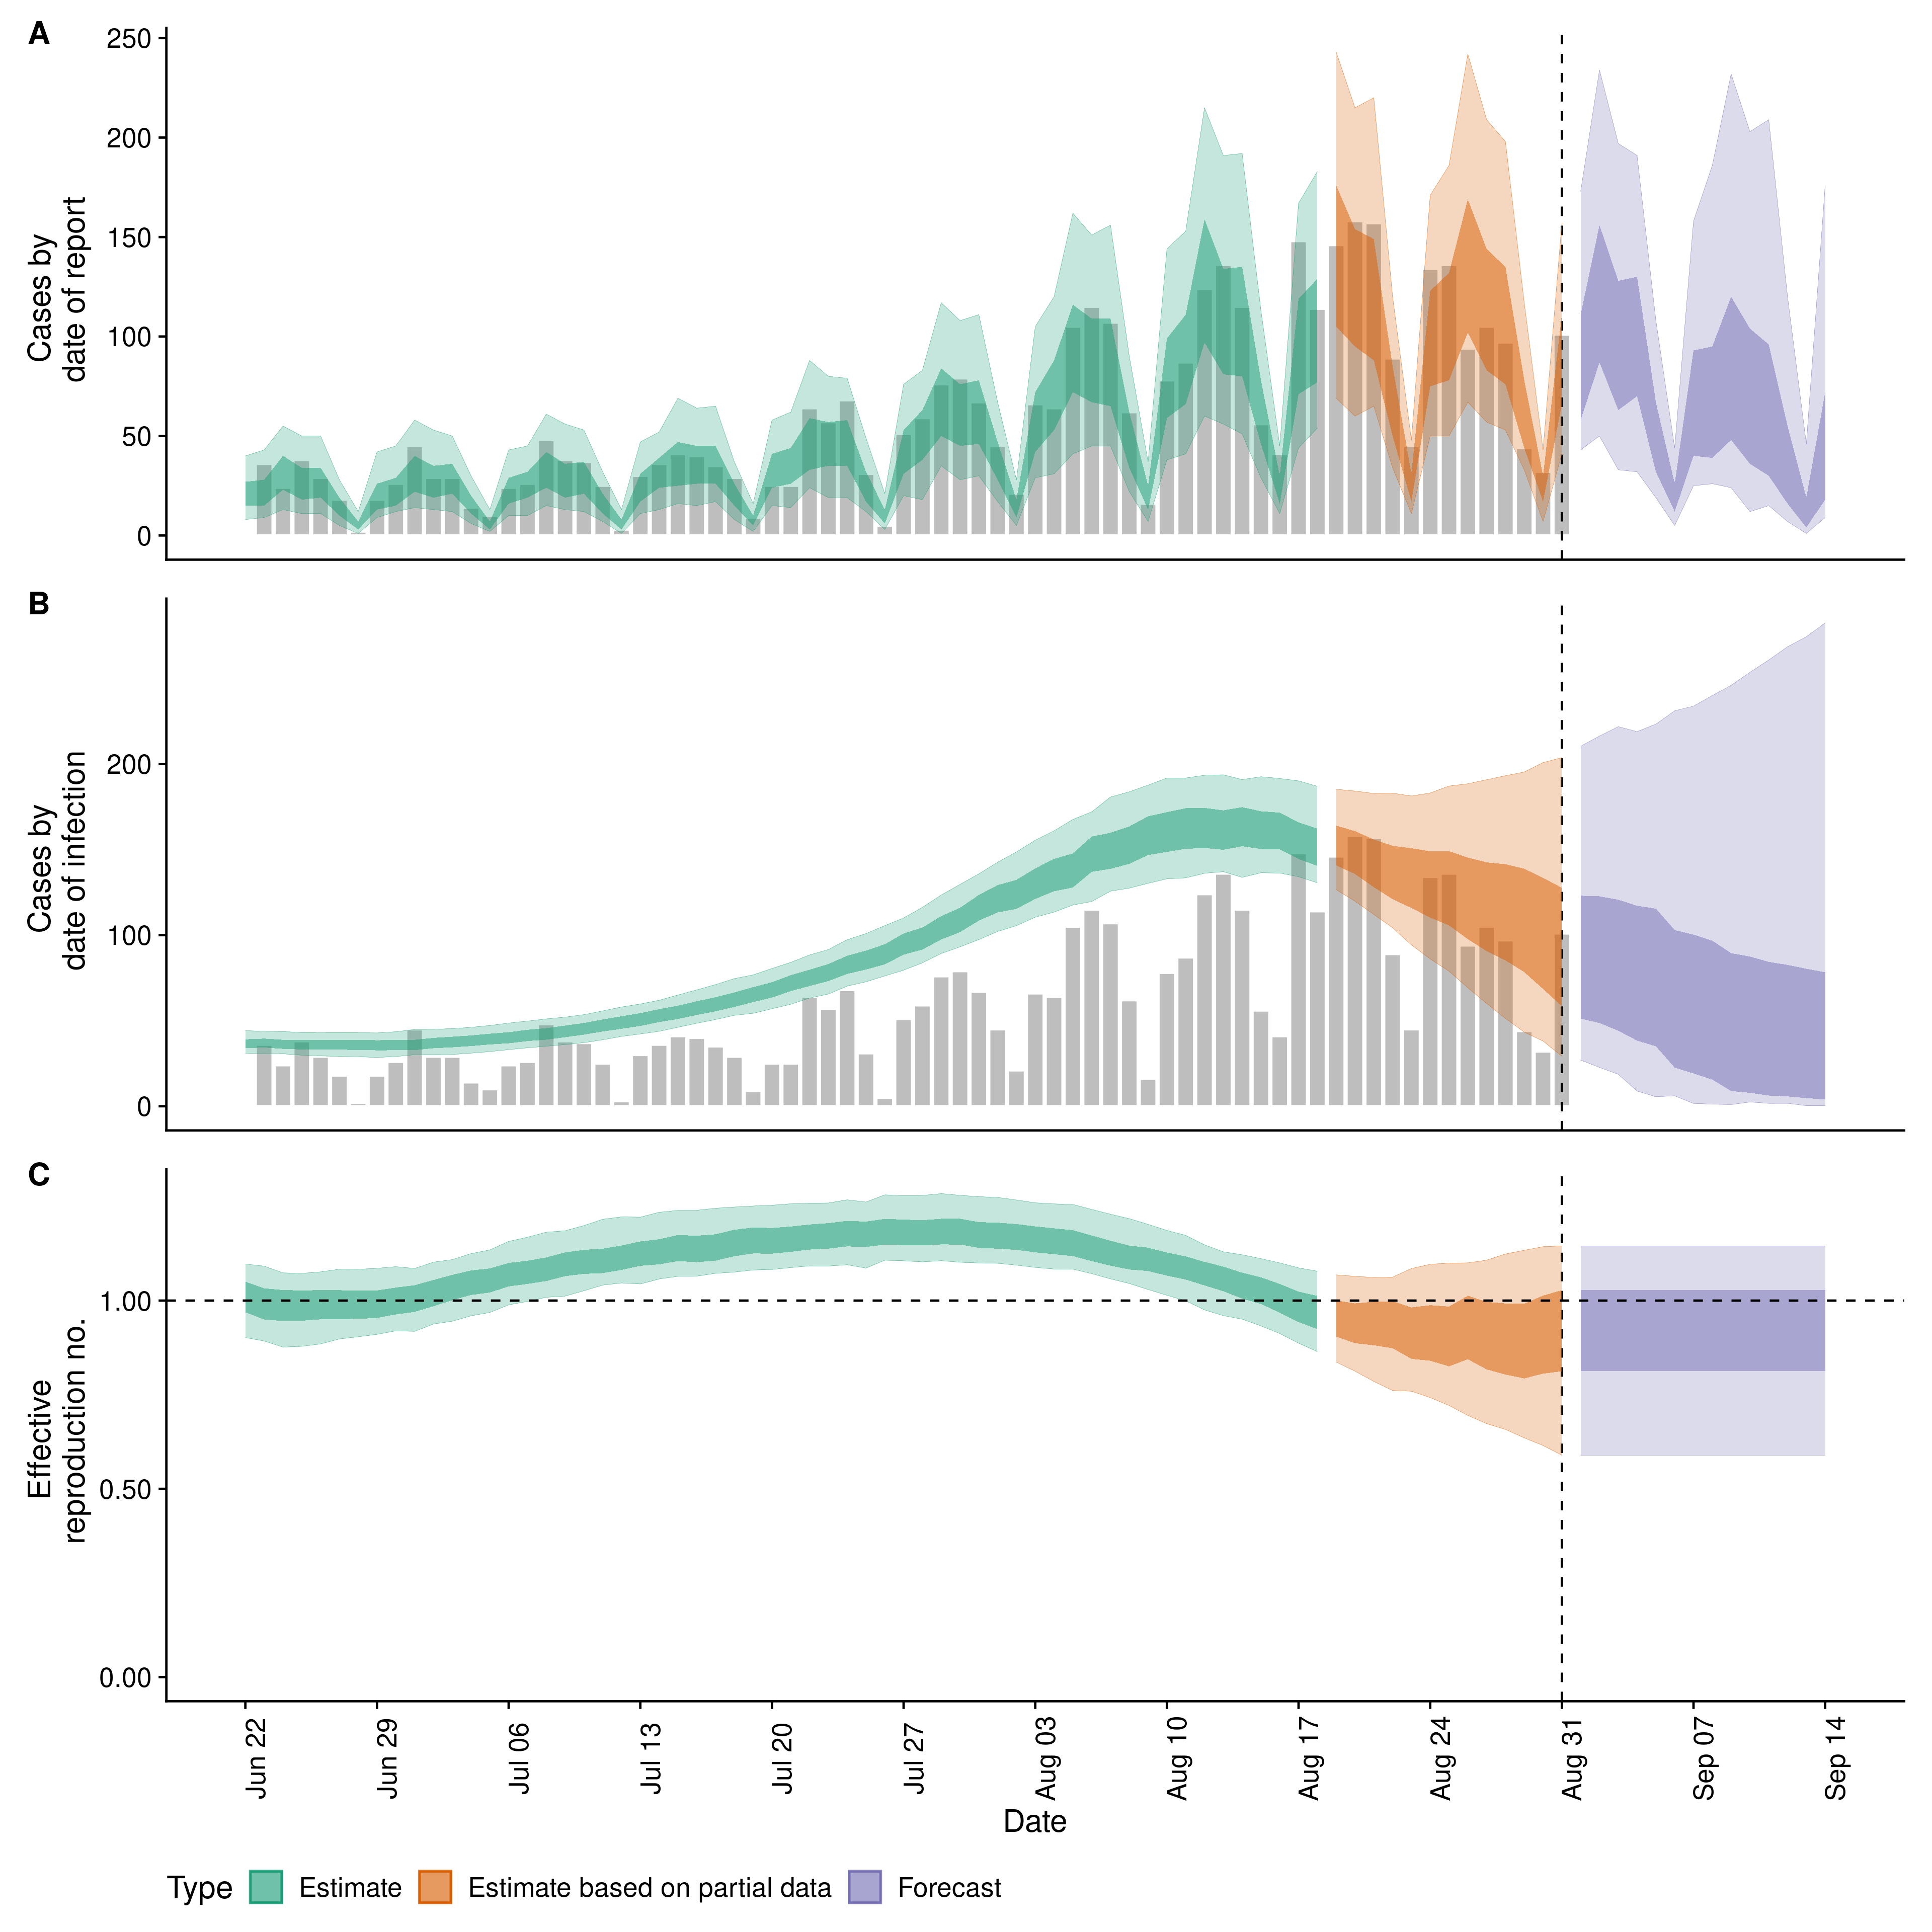 A
250
200
150
100
50
0
Cases by
date of report
B
200
100
0
Cases by
date of infection
C
1.00
0.50
0.00
Effective
reproduction no.
Jun 22
Jun 29
Jul 06
Jul 13
Jul 20
Jul 27
Aug 03
Aug 10
Aug 17
Aug 24
Aug 31
Sep 07
Sep 14
Date
Type Estimate Estimate based on partial data Forecast